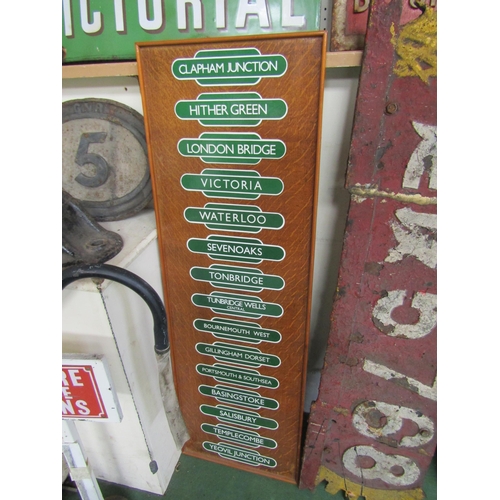 VICTORIAL
5
CLAPHAM JUNCTION
HITHER GREEN
LONDON BRIDGE
VICTORIA
WATERLOO
SEVENOAKS
TONBRIDGE
TUNBRIDGE WELLS
CENTRAL
BOURNEMOUTH WEST
GILLINGHAM DORSET
PORTSMOUTH & SOUTHSEA
BASINGSTOKE
SALISBURY
TEMPLECOMBE
YEOVIL JUNCTION